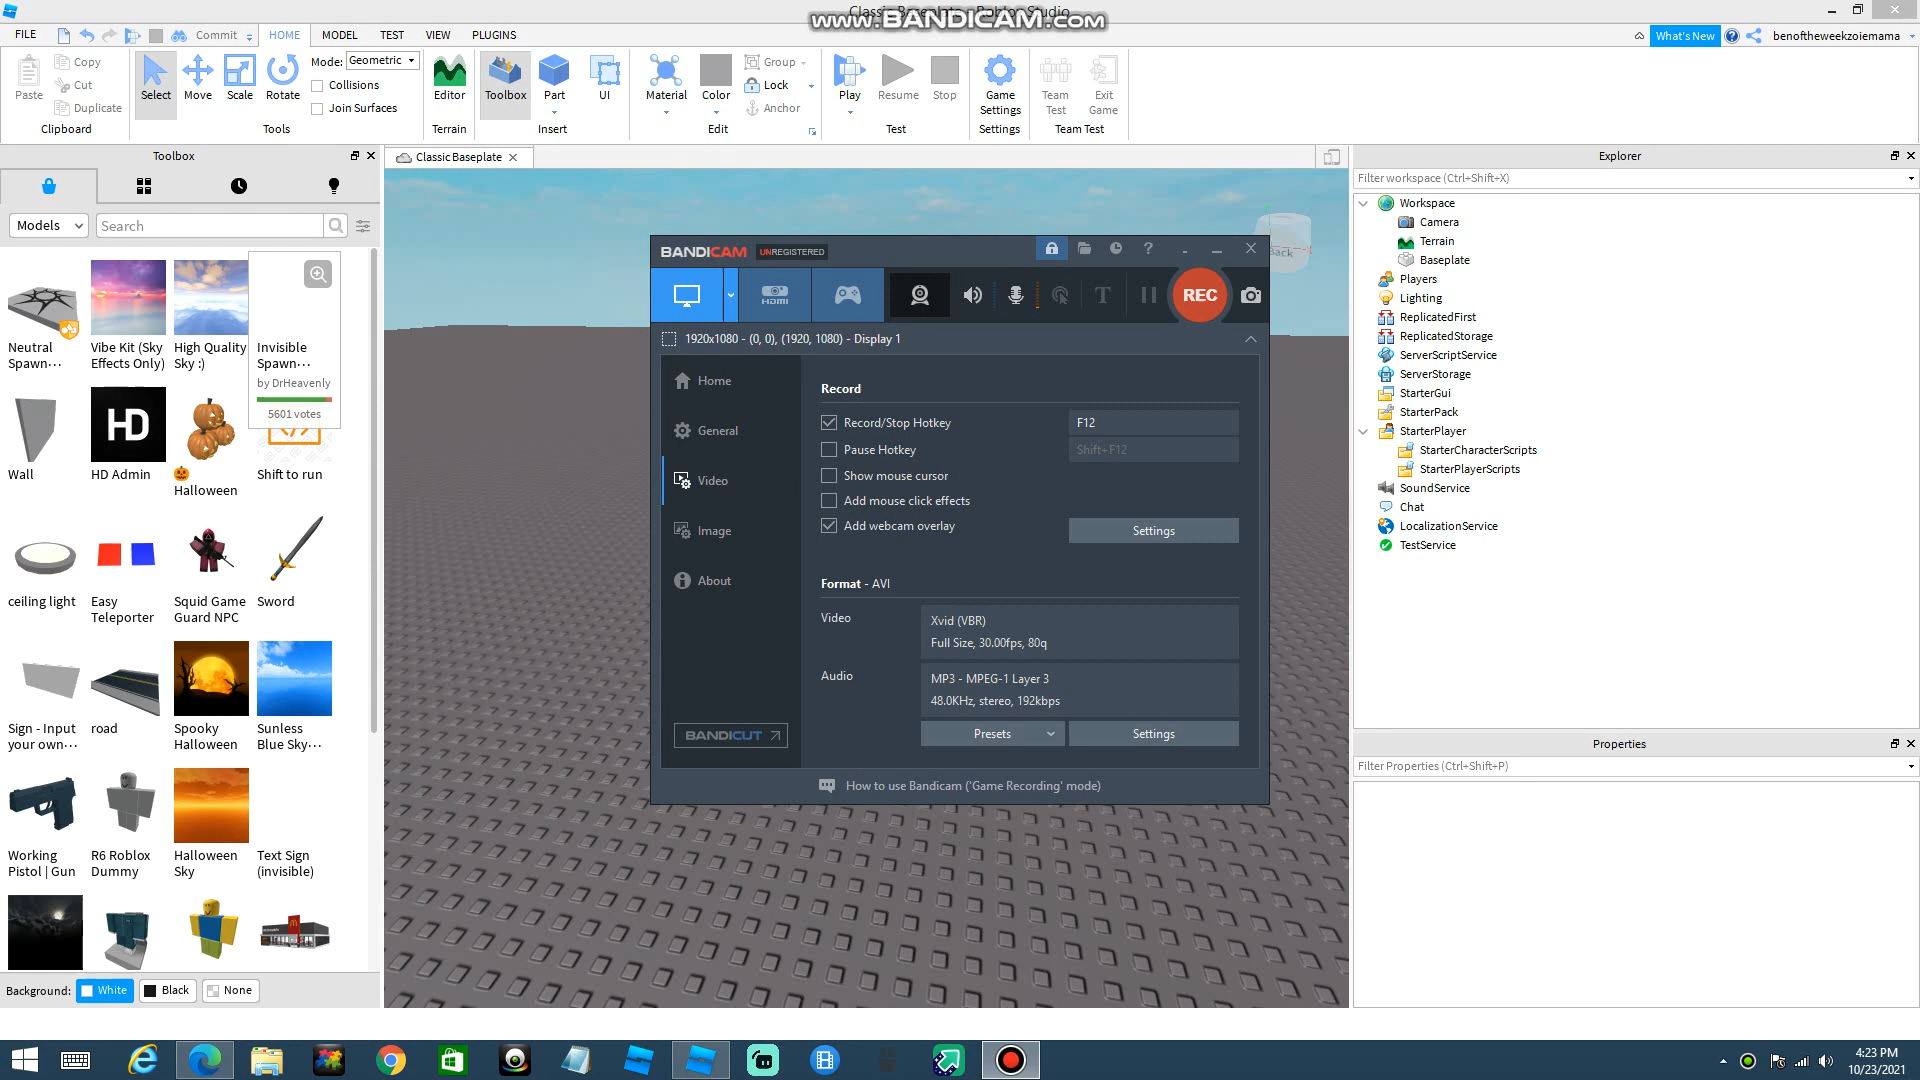 Classic Baseplate - Roblox Studio
www.BANDICAM.com
FILE
Commit
HOME
MODEL
TEST
VIEW
PLUGINS
What's New
benoftheweekzoiemama
Paste
Copy
Cut
Duplicate
Clipboard
Select
Move
Scale
Rotate
Mode: Geometric
Collisions
Join Surfaces
Tools
Editor
Terrain
Toolbox
Part
UI
Insert
Material
Color
Group
Lock
Anchor
Edit
Play
Resume
Stop
Test
Game
Settings
Settings
Team
Test
Exit
Game
Team Test
Toolbox
Models
Search
Neutral
Spawn···
Vibe Kit (Sky
Effects Only)
High Quality
Sky :)
Invisible
Spawn···
by DrHeavenly
5601 votes
Wall
HD
HD Admin
Halloween
Shift to run
ceiling light
Easy
Teleporter
Squid Game
Guard NPC
Sword
Sign - Input
your own···
road
Spooky
Halloween
Sunless
Blue Sky···
Working
Pistol | Gun
R6 Roblox
Dummy
Halloween
Sky
Text Sign
(invisible)
Background:
White
Black
None
Classic Baseplate
Back
BANDICAM UNREGISTERED
REC
1920x1080 - (0, 0), (1920, 1080) - Display 1
Home
General
Video
Image
About
BANDICUT
Record
Record/Stop Hotkey
F12
Pause Hotkey
Shift+F12
Show mouse cursor
Add mouse click effects
Add webcam overlay
Settings
Format - AVI
Video
Xvid (VBR)
Full Size, 30.00fps, 80q
Audio
MP3 - MPEG-1 Layer 3
48.0KHz, stereo, 192kbps
Presets
Settings
How to use Bandicam ('Game Recording' mode)
Explorer
Filter workspace (Ctrl+Shift+X)
Workspace
Camera
Terrain
Baseplate
Players
Lighting
ReplicatedFirst
ReplicatedStorage
ServerScriptService
ServerStorage
StarterGui
StarterPack
StarterPlayer
StarterCharacterScripts
StarterPlayerScripts
SoundService
Chat
LocalizationService
TestService
Properties
Filter Properties (Ctrl+Shift+P)
4:23 PM
10/23/2021